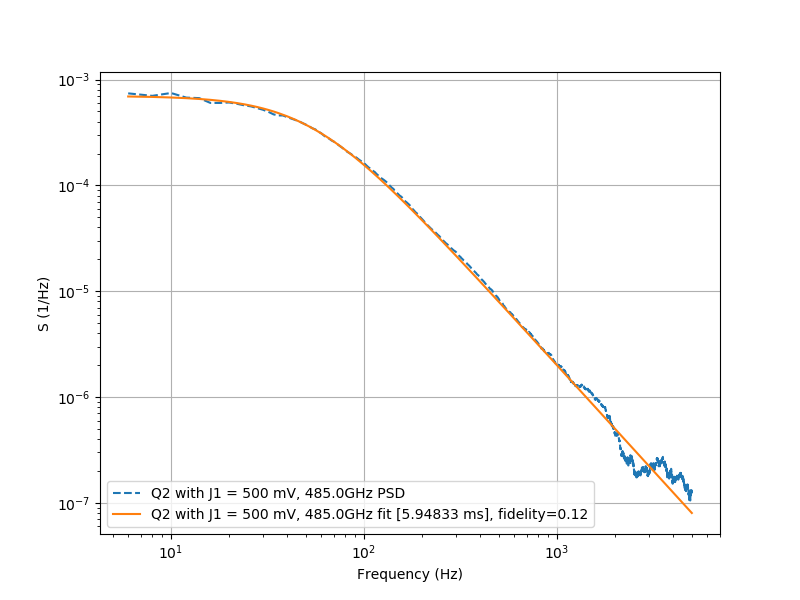 10⁻³
10⁻⁴
10⁻⁵
10⁻⁶
10⁻⁷
S (1/Hz)
Q2 with J1 = 500 mV, 485.0GHz PSD
Q2 with J1 = 500 mV, 485.0GHz fit [5.94833 ms], fidelity=0.12
10¹ 10² 10³
Frequency (Hz)